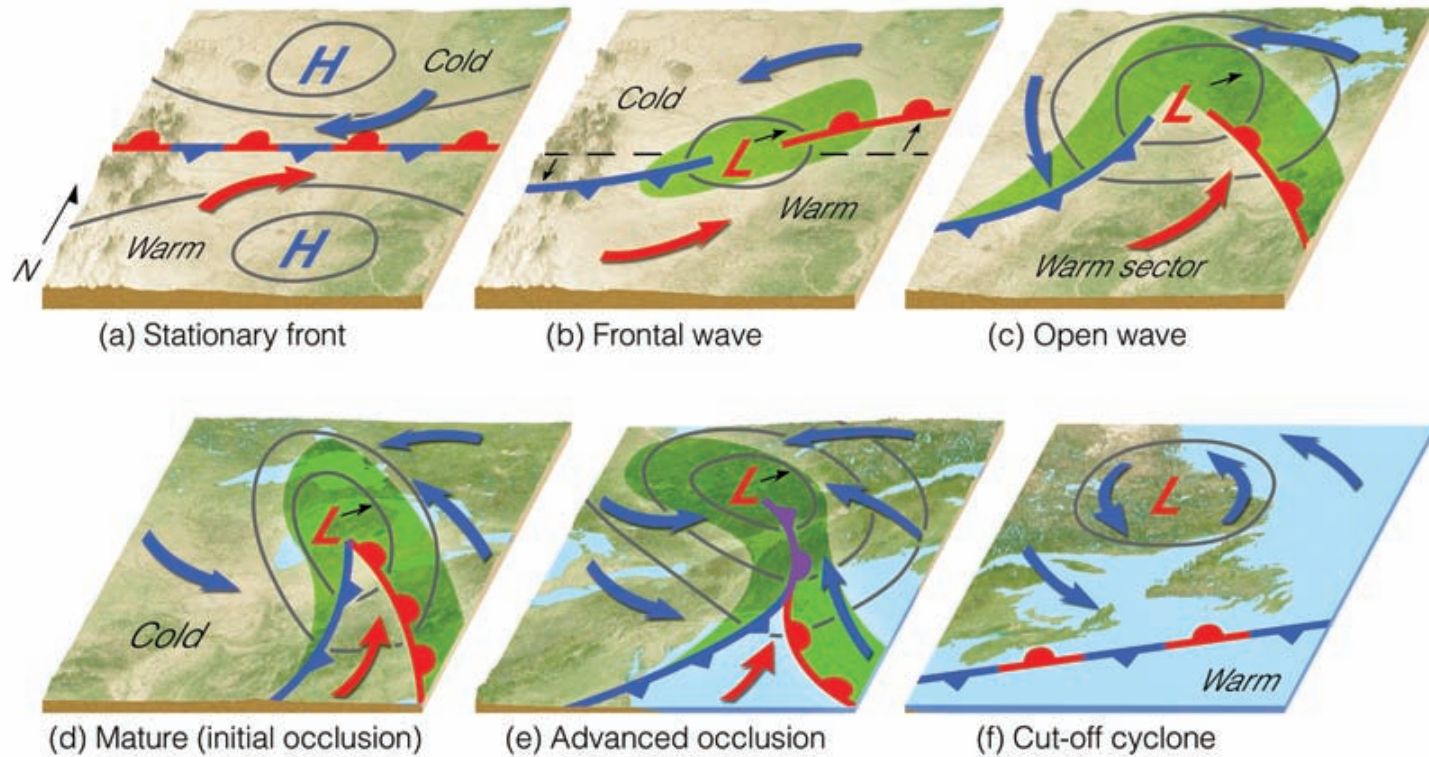 H
Cold
H
Warm
N
(a) Stationary front
Cold
L
Warm
(b) Frontal wave
L
Warm sector
(c) Open wave
L
Cold
(d) Mature (initial occlusion)
L
(e) Advanced occlusion
L
Warm
(f) Cut-off cyclone